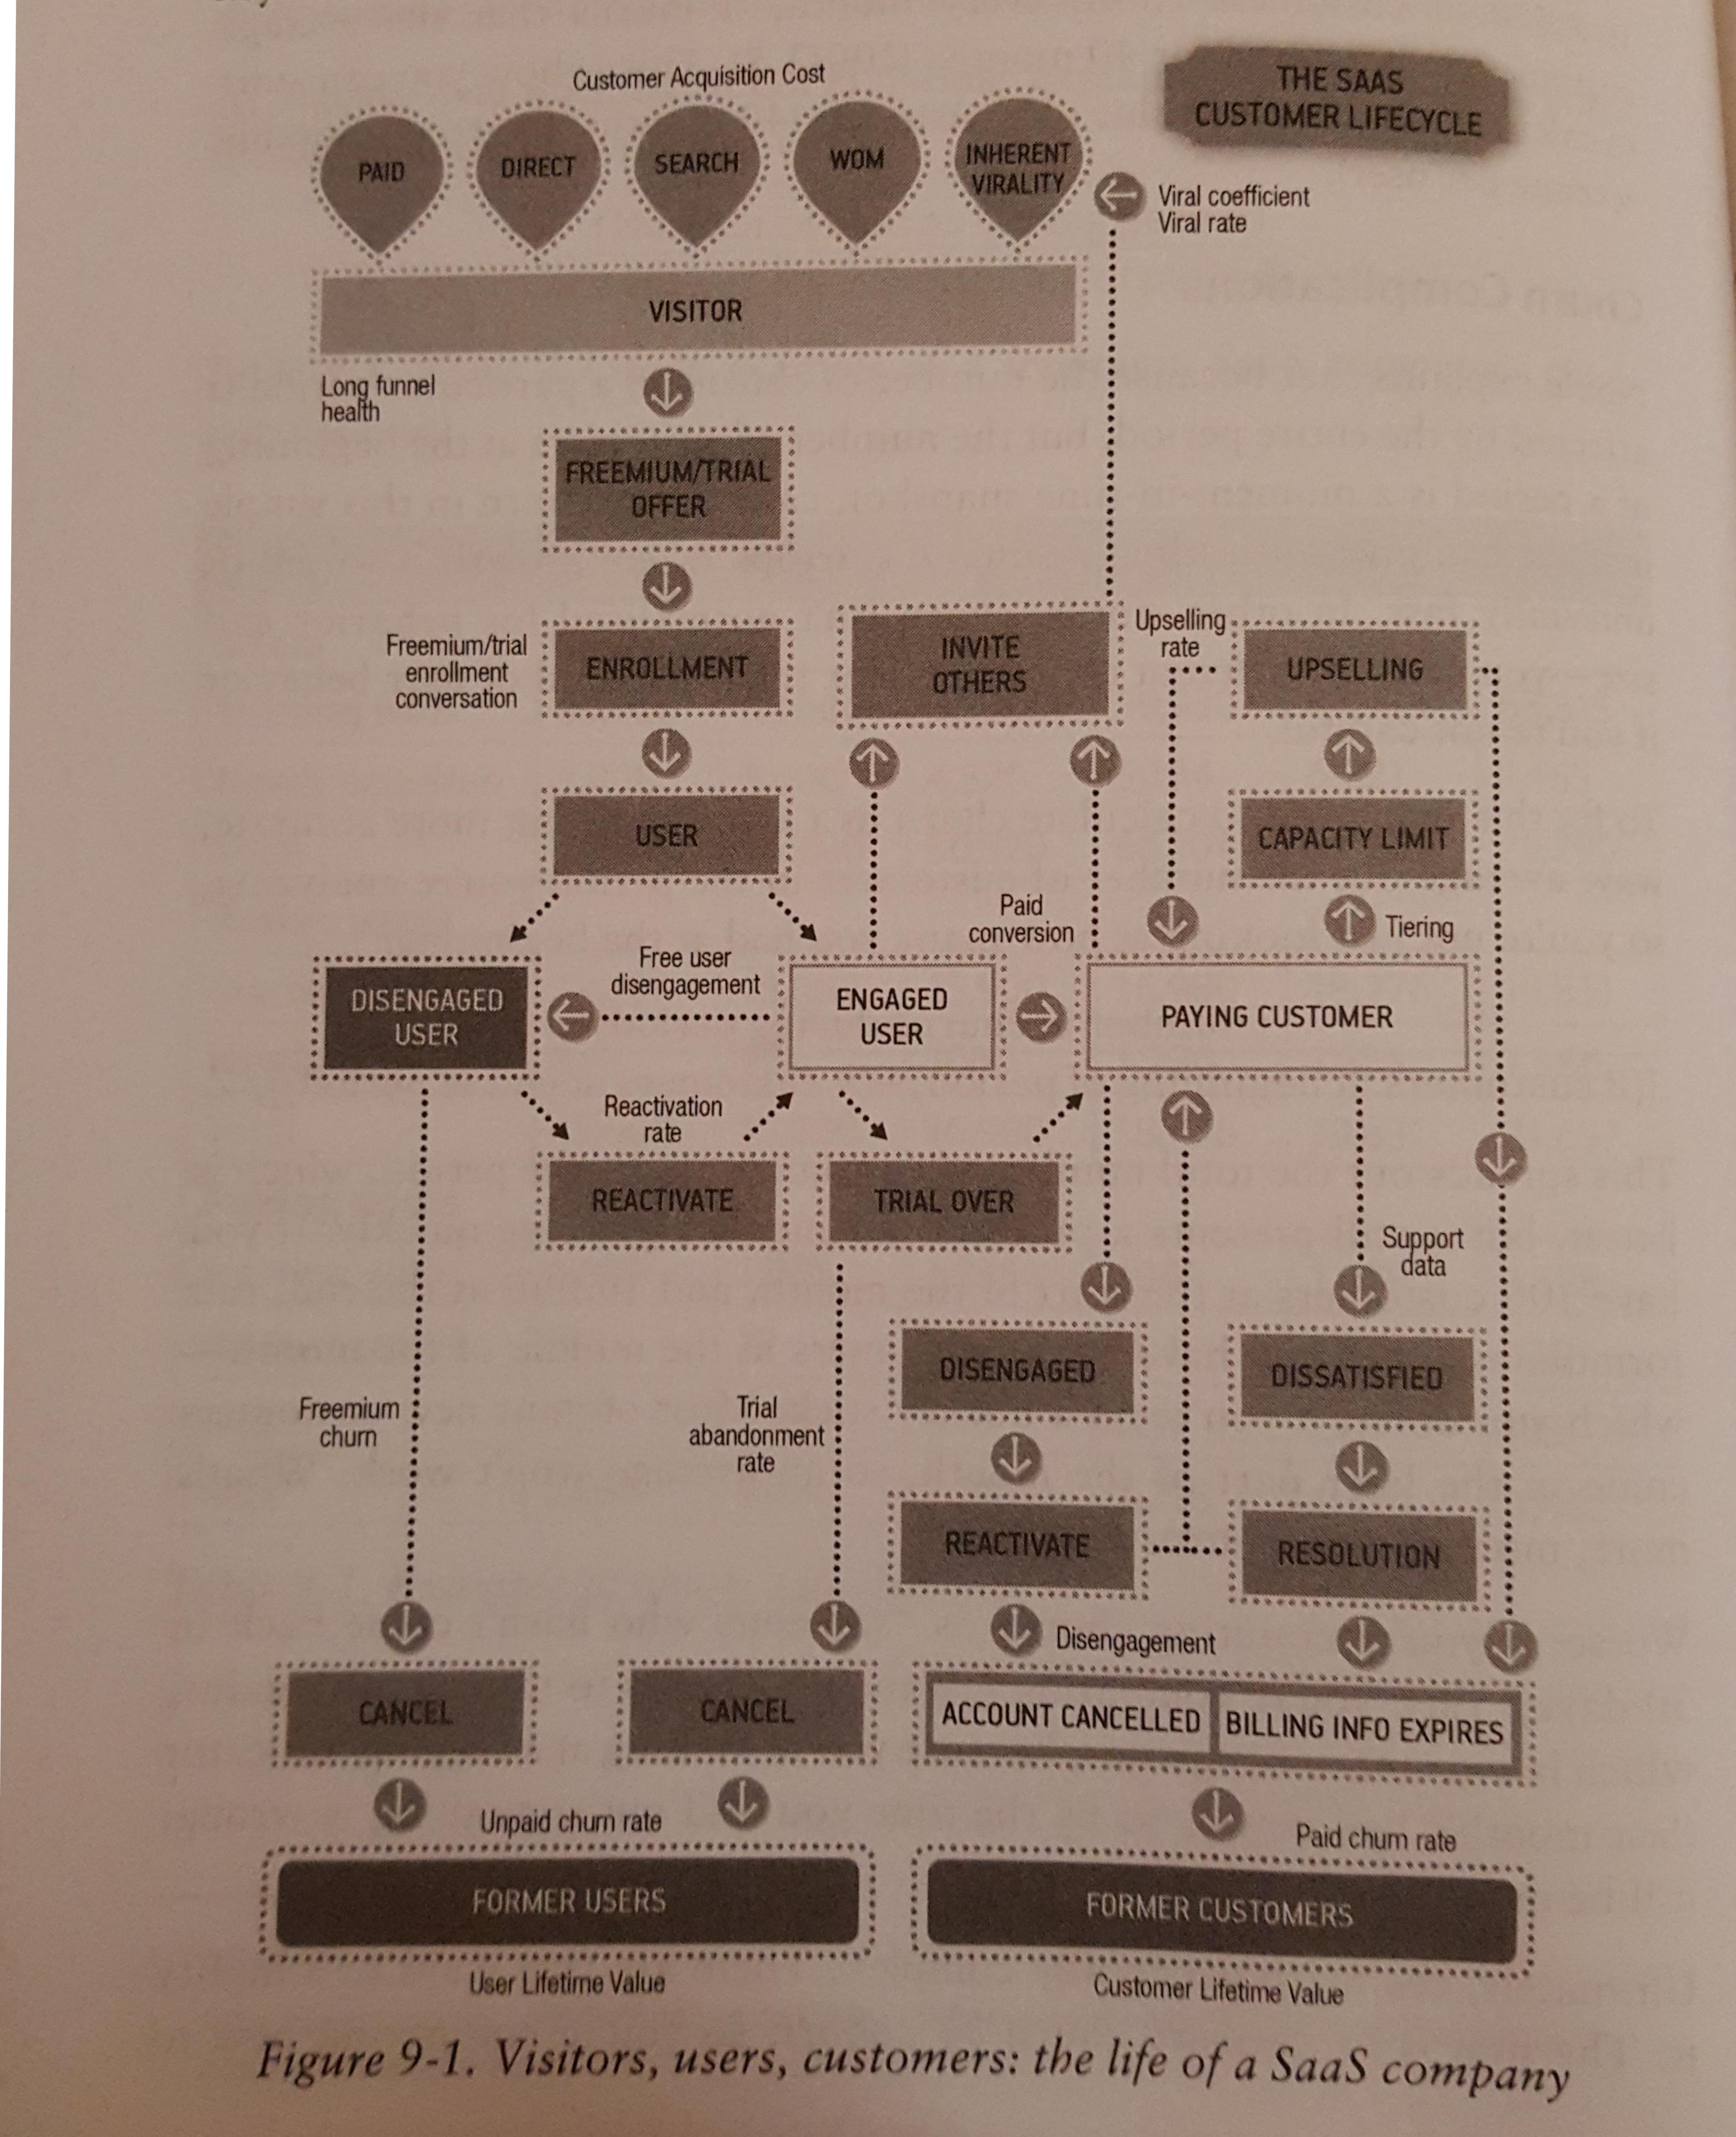 Customer Acquisition Cost
THE SAAS
CUSTOMER LIFECYCLE
PAID
DIRECT
SEARCH
WOM
INHERENT
VIRALITY
Viral coefficient
Viral rate
VISITOR
Long funnel
health
FREEMIUM/TRIAL
OFFER
Freemium/trial
enrollment
conversation
ENROLLMENT
INVITE
OTHERS
Upselling
rate
UPSELLING
USER
CAPACITY LIMIT
Paid
conversion
Tiering
DISENGAGED
USER
Free user
disengagement
ENGAGED
USER
PAYING CUSTOMER
Reactivation
rate
REACTIVATE
TRIAL OVER
Support
data
DISENGAGED
DISSATISFIED
Freemium
churn
Trial
abandonment
rate
REACTIVATE
RESOLUTION
Disengagement
CANCEL
CANCEL
ACCOUNT CANCELLED
BILLING INFO EXPIRES
Unpaid churn rate
Paid churn rate
FORMER USERS
FORMER CUSTOMERS
User Lifetime Value
Customer Lifetime Value
Figure 9-1. Visitors, users, customers: the life of a SaaS company